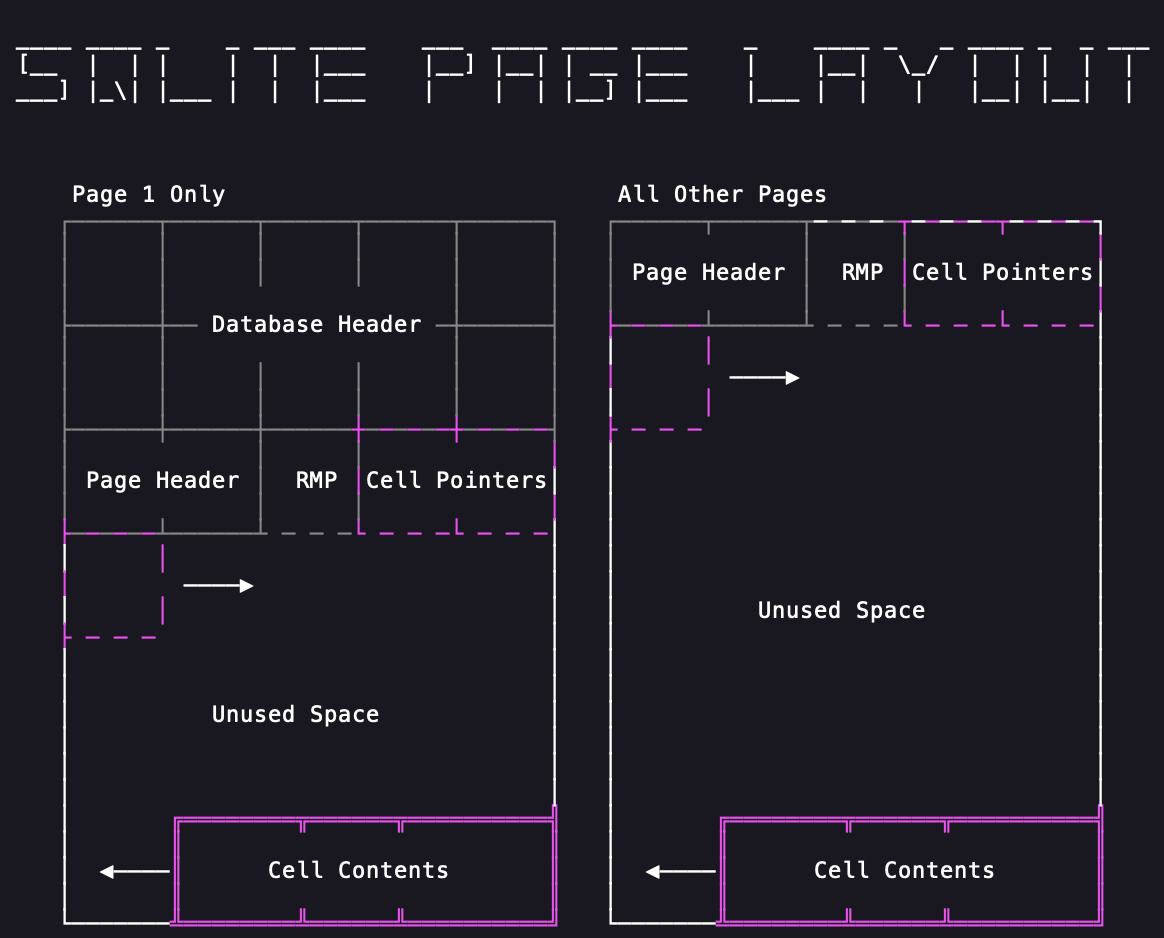 SQLITE PAGE LAYOUT
Page 1 Only
Database Header
Page Header RMP Cell Pointers
Unused Space
Cell Contents
All Other Pages
Page Header RMP Cell Pointers
Unused Space
Cell Contents